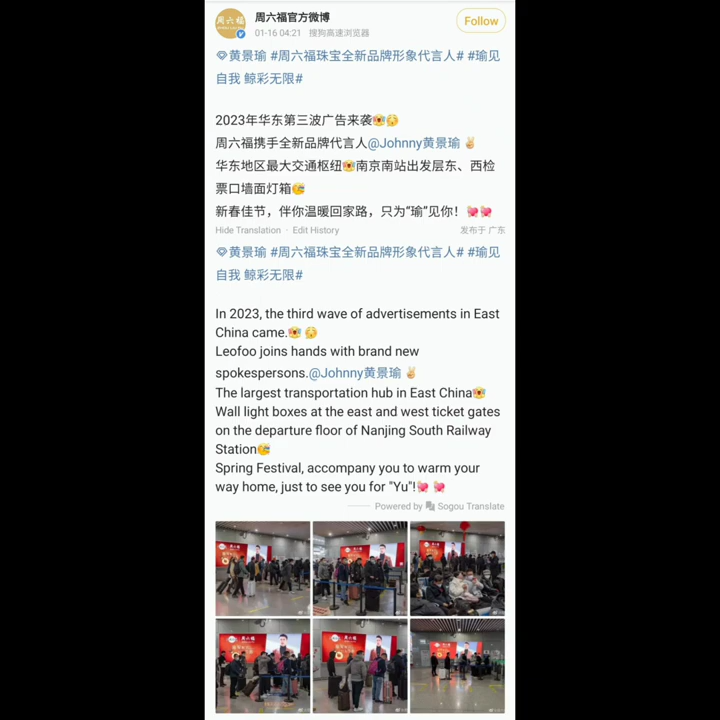 周六福官方微博
01-16 04:21 搜狗高速浏览器
Follow
黄景瑜 #周六福珠宝全新品牌形象代言人# #瑜见
自我 鲸彩无限#
2023年华东第三波广告来袭
周六福携手全新品牌代言人@Johnny黄景瑜
华东地区最大交通枢纽南京南站出发层东、西检
票口墙面灯箱
新春佳节，伴你温暖回家路，只为“瑜”见你！
Hide Translation · Edit History
发布于 广东
黄景瑜 #周六福珠宝全新品牌形象代言人# #瑜见
自我 鲸彩无限#
In 2023, the third wave of advertisements in East
China came.
Leofoo joins hands with brand new
spokespersons.@Johnny黄景瑜
The largest transportation hub in East China
Wall light boxes at the east and west ticket gates
on the departure floor of Nanjing South Railway
Station
Spring Festival, accompany you to warm your
way home, just to see you for "Yu"!
Powered by Sogou Translate
周六福